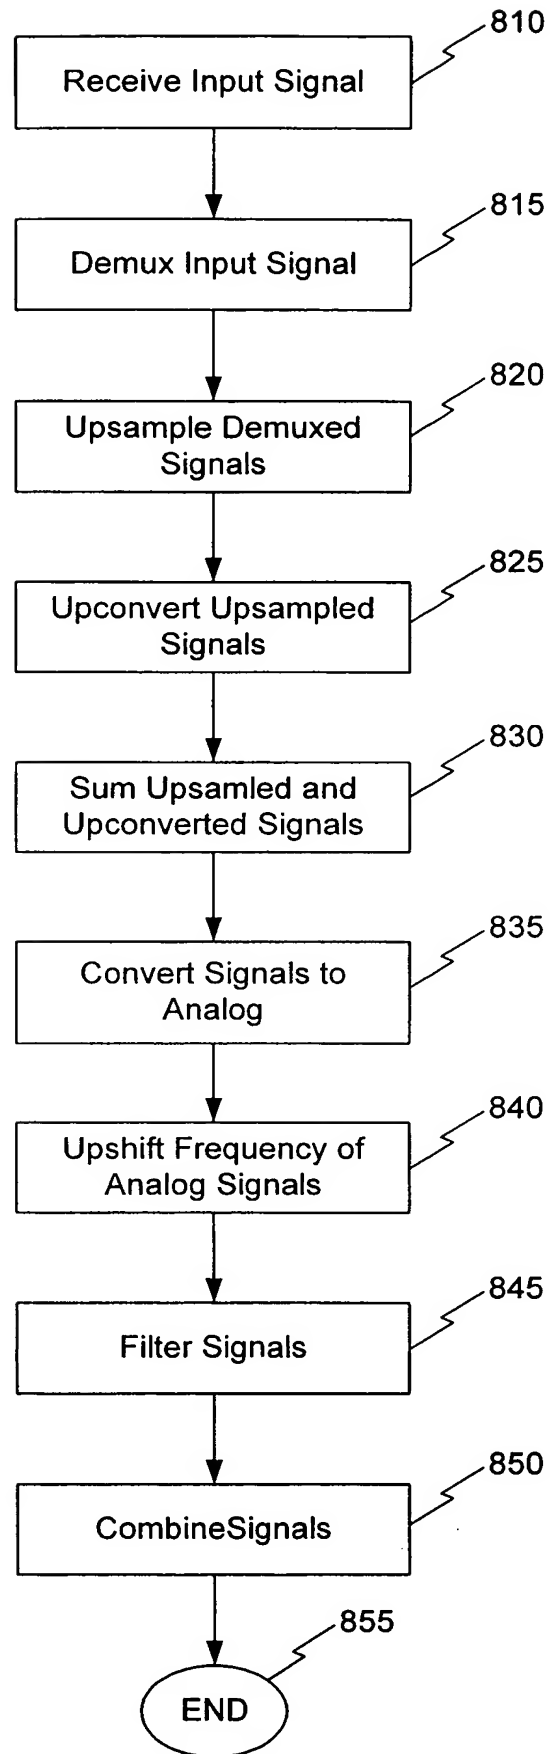 810
Receive Input Signal
815
Demux Input Signal
820
Upsample Demuxed
Signals
825
Upconvert Upsampled
Signals
830
Sum Upsamled and
Upconverted Signals
835
Convert Signals to
Analog
840
Upshift Frequency of
Analog Signals
845
Filter Signals
850
CombineSignals
855
END